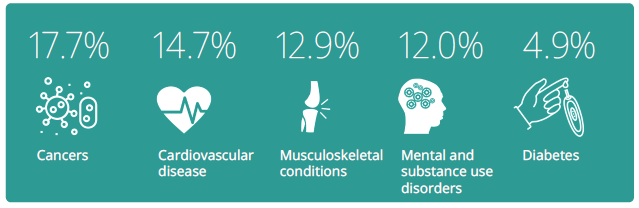 17.7% 14.7% 12.9% 12.0% 4.9%
Cancers
Cardiovascular
disease
Musculoskeletal
conditions
Mental and
substance use
disorders
Diabetes